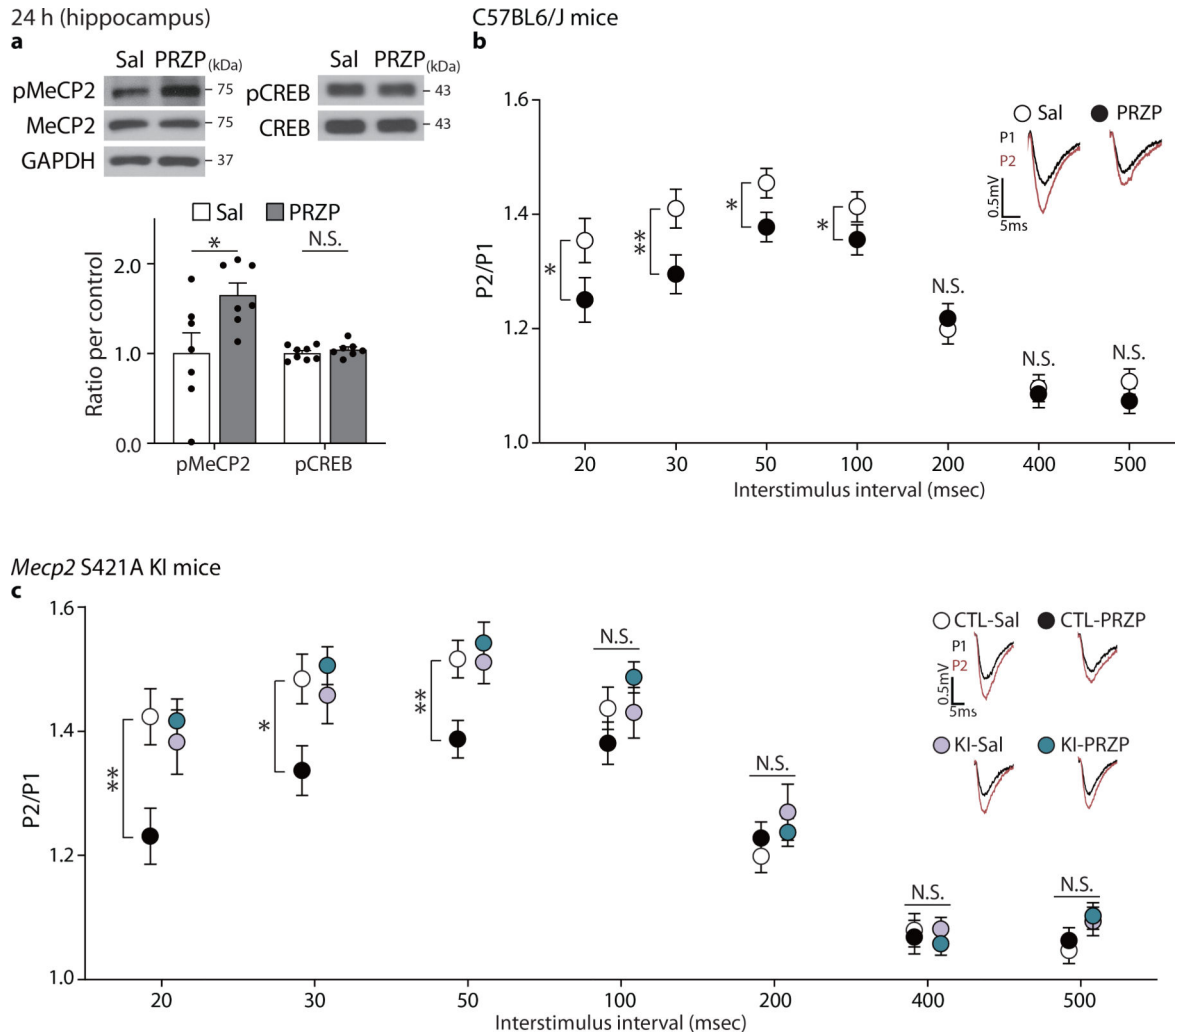 24 h (hippocampus)
a
Sal PRZP (kDa)
pMeCP2 - 75
MeCP2 - 75
GAPDH - 37
Sal PRZP (kDa)
pCREB - 43
CREB - 43
Sal PRZP
* N.S.
Ratio per control
2.0
1.0
0.0
pMeCP2 pCREB
C57BL6/J mice
b
Sal PRZP
P1
P2
0.5mV
5ms
P2/P1
1.6
1.4
1.2
1.0
* ** * * N.S. N.S. N.S.
20 30 50 100 200 400 500
Interstimulus interval (msec)
Mecp2 S421A KI mice
c
CTL-Sal CTL-PRZP
P1
P2
0.5mV
5ms
KI-Sal KI-PRZP
P2/P1
1.6
1.4
1.2
1.0
** * ** N.S. N.S. N.S. N.S.
20 30 50 100 200 400 500
Interstimulus interval (msec)